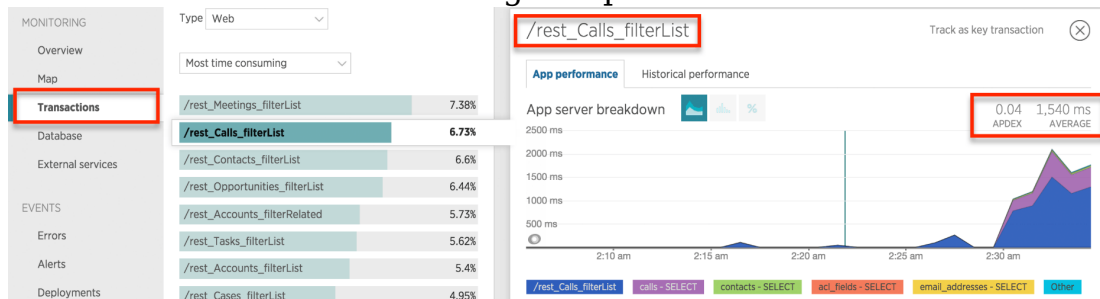 MONITORING
Overview
Map
Transactions
Database
External services
EVENTS
Errors
Alerts
Deployments
Type Web
Most time consuming
/rest_Meetings_filterList 7.38%
/rest_Calls_filterList 6.73%
/rest_Contacts_filterList 6.6%
/rest_Opportunities_filterList 6.44%
/rest_Accounts_filterRelated 5.73%
/rest_Tasks_filterList 5.62%
/rest_Accounts_filterList 5.4%
/rest_Cases_filterList 4.95%
/rest_Calls_filterList
Track as key transaction
App performance Historical performance
App server breakdown %
0.04 1,540 ms
APDEX AVERAGE
2500 ms
2000 ms
1500 ms
1000 ms
500 ms
2:10 am 2:15 am 2:20 am 2:25 am 2:30 am
/rest_Calls_filterList calls - SELECT contacts - SELECT acl_fields - SELECT email_addresses - SELECT Other